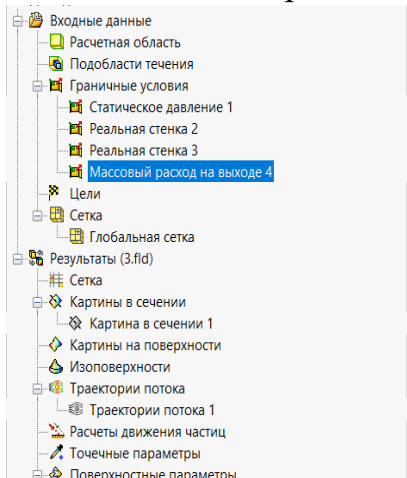 Входные данные
Расчетная область
Подобласти течения
Граничные условия
Статическое давление 1
Реальная стенка 2
Реальная стенка 3
Массовый расход на выходе 4
Цели
Сетка
Глобальная сетка
Результаты (3.fld)
Сетка
Картины в сечении
Картина в сечении 1
Картины на поверхности
Изоповерхности
Траектории потока
Траектории потока 1
Расчеты движения частиц
Точечные параметры
Поверхностные параметры